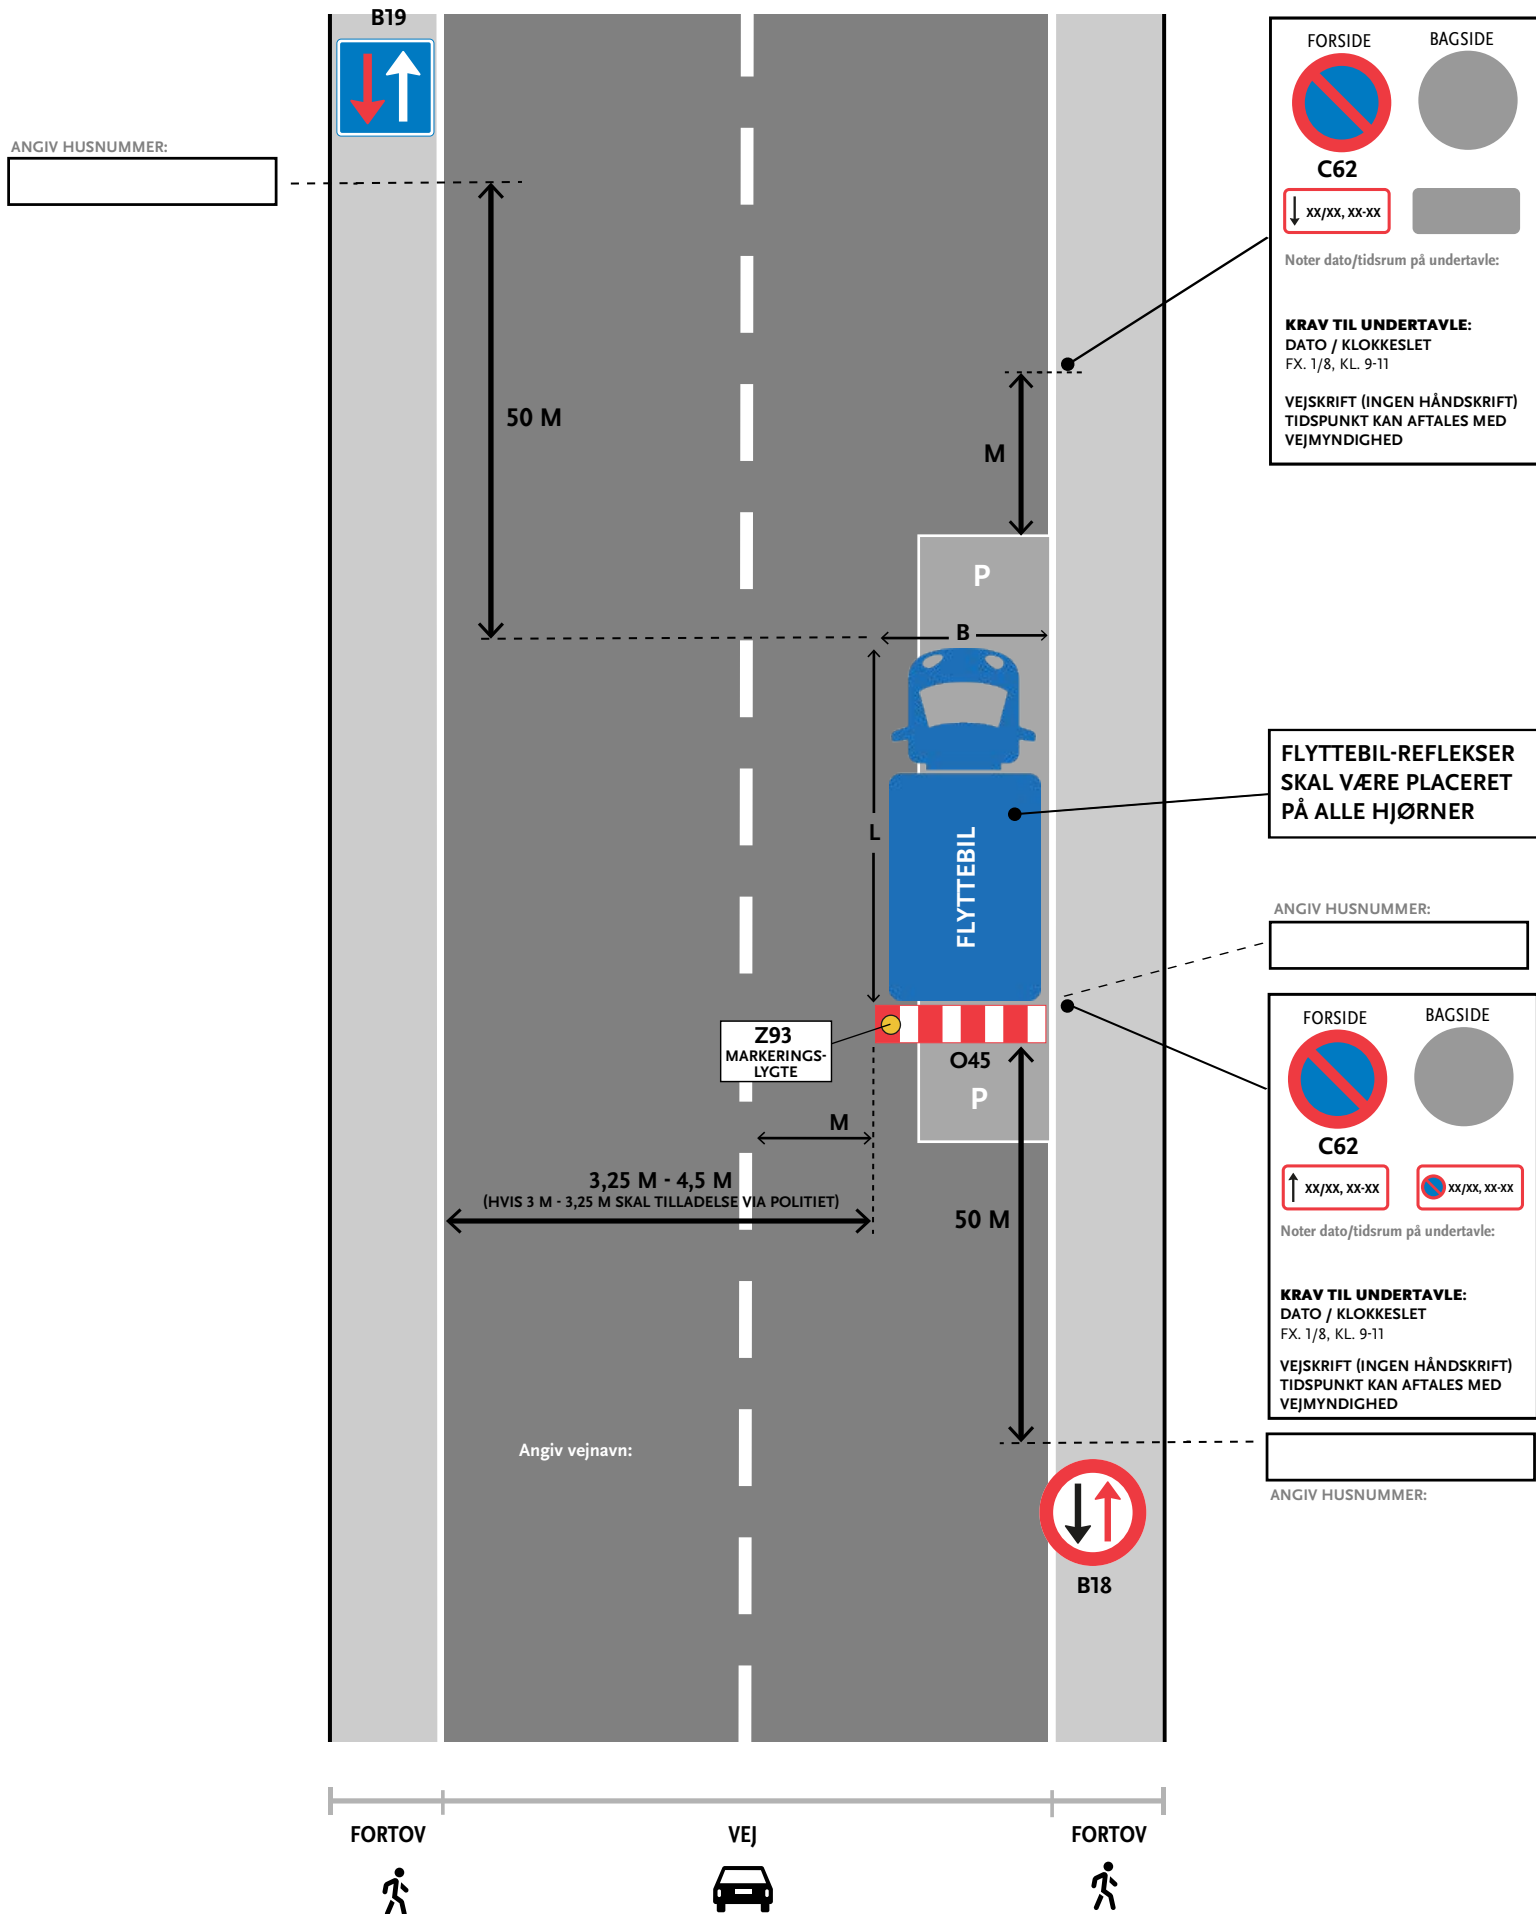 B19
ANGIV HUSNUMMER:
50 M
FORSIDE
BAGSIDE
C62
xx/xx, xx-xx
Noter dato/tidsrum på undertavle:
KRAV TIL UNDERTAVLE:
DATO / KLOKKESLET
FX. 1/8, KL. 9-11
VEJSKRIFT (INGEN HÅNDSKRIFT)
TIDSPUNKT KAN AFTALES MED
VEJMYNDIGHED
M
P
B
L
FLYTTEBIL
FLYTTEBIL-REFLEKSER
SKAL VÆRE PLACERET
PÅ ALLE HJØRNER
ANGIV HUSNUMMER:
Z93
MARKERINGS-
LYGTE
O45
P
M
3,25 M - 4,5 M
(HVIS 3 M - 3,25 M SKAL TILLADELSE VIA POLITIET)
50 M
FORSIDE
BAGSIDE
C62
xx/xx, xx-xx
xx/xx, xx-xx
Noter dato/tidsrum på undertavle:
KRAV TIL UNDERTAVLE:
DATO / KLOKKESLET
FX. 1/8, KL. 9-11
VEJSKRIFT (INGEN HÅNDSKRIFT)
TIDSPUNKT KAN AFTALES MED
VEJMYNDIGHED
ANGIV HUSNUMMER:
Angiv vejnavn:
B18
FORTOV
VEJ
FORTOV